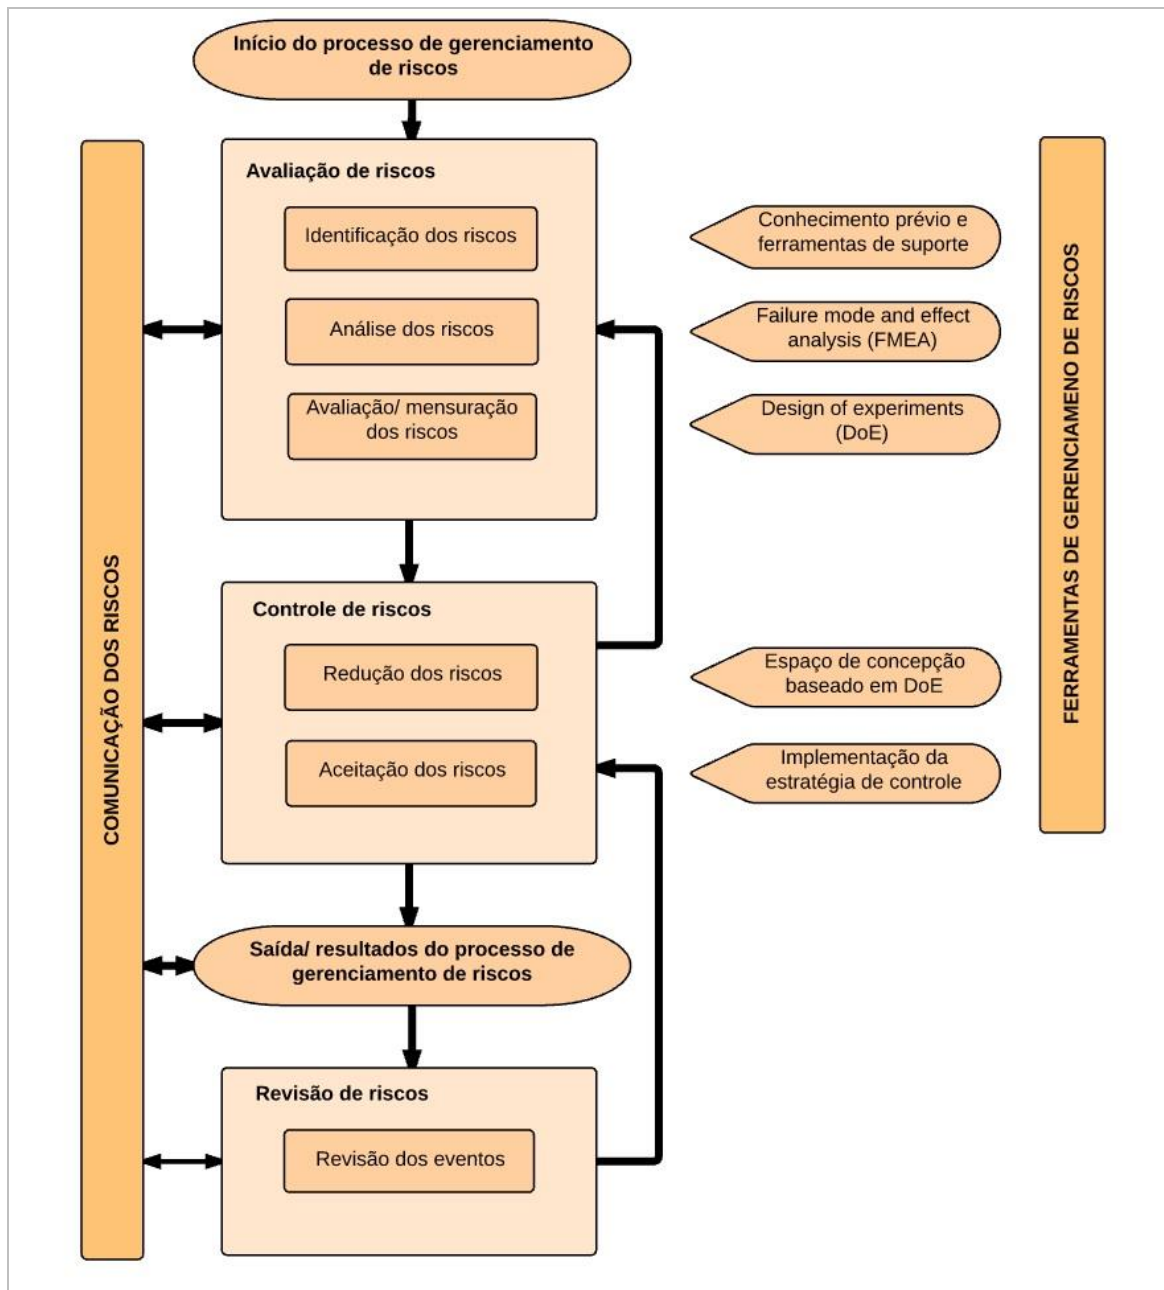 Início do processo de gerenciamento
de riscos
Avaliação de riscos
Identificação dos riscos
Análise dos riscos
Avaliação/ mensuração
dos riscos
Conhecimento prévio e
ferramentas de suporte
Failure mode and effect
analysis (FMEA)
Design of experiments
(DoE)
Controle de riscos
Redução dos riscos
Aceitação dos riscos
Espaço de concepção
baseado em DoE
Implementação da
estratégia de controle
Saída/ resultados do processo de
gerenciamento de riscos
Revisão de riscos
Revisão dos eventos
COMUNICAÇÃO DOS RISCOS
FERRAMENTAS DE GERENCIAMENO DE RISCOS